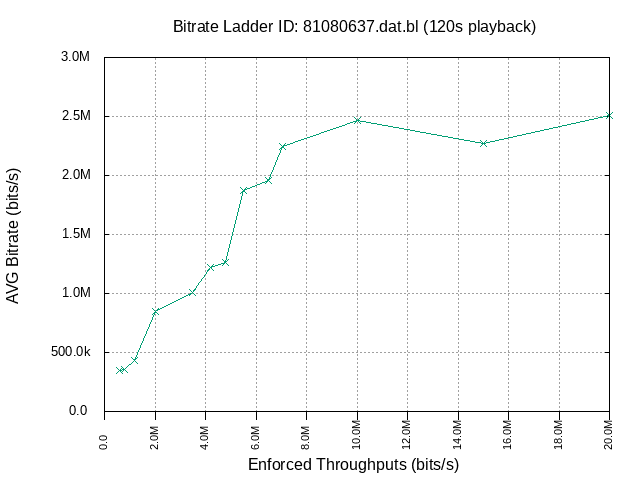 Bitrate Ladder ID: 81080637.dat.bl (120s playback)
3.0M
2.5M
2.0M
1.5M
1.0M
500.0k
0.0
AVG Bitrate (bits/s)
0.0 2.0M 4.0M 6.0M 8.0M 10.0M 12.0M 14.0M 16.0M 18.0M 20.0M
Enforced Throughputs (bits/s)